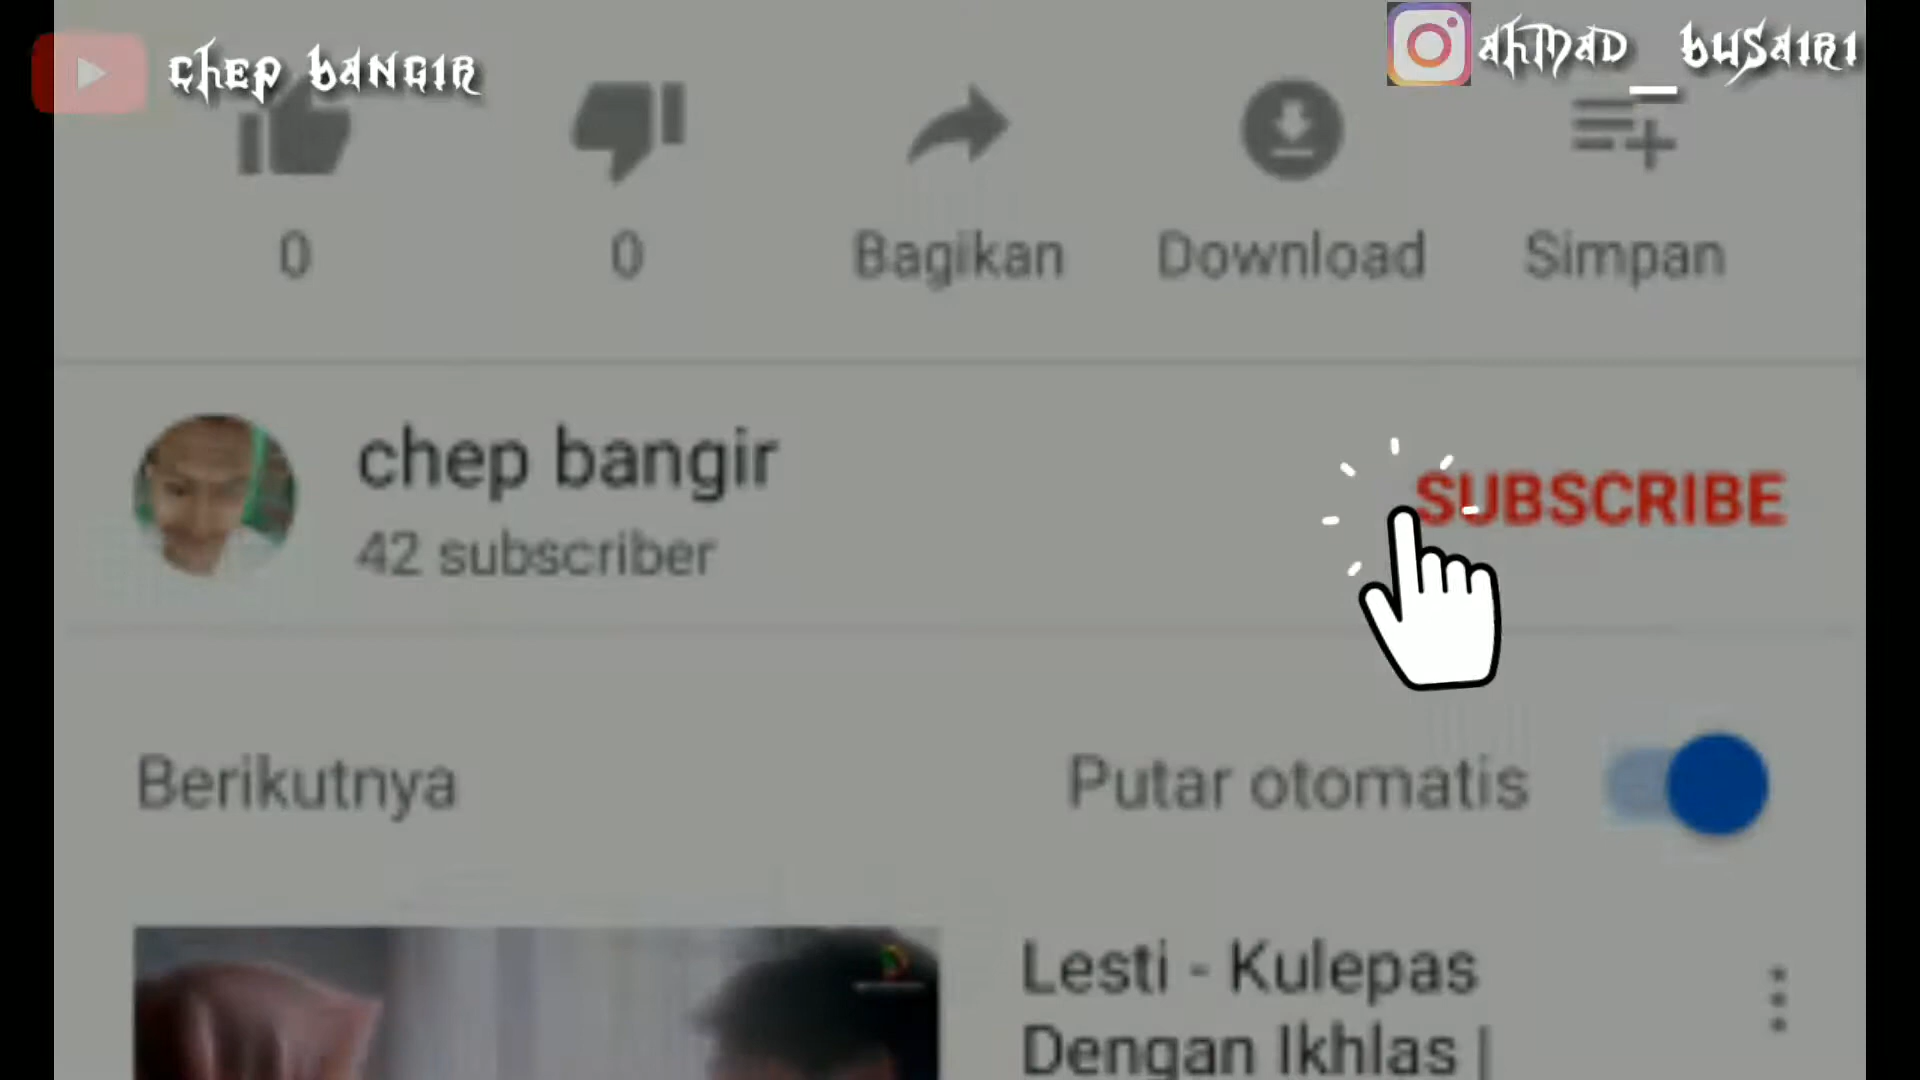 chep bangir
ahmad_busairi
0
0
Bagikan
Download
Simpan
chep bangir
SUBSCRIBE
42 subscriber
Berikutnya
Putar otomatis
Lesti - Kulepas
Dengan Ikhlas |